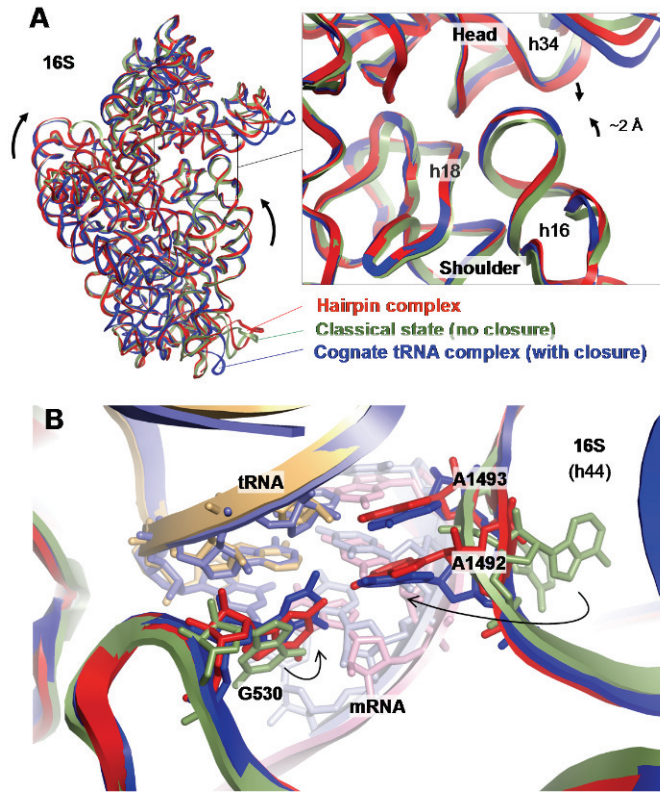 A
16S
Head
h34
~2 Å
h18
h16
Shoulder
Hairpin complex
Classical state (no closure)
Cognate tRNA complex (with closure)
B
16S
(h44)
tRNA
A1493
A1492
G530
mRNA